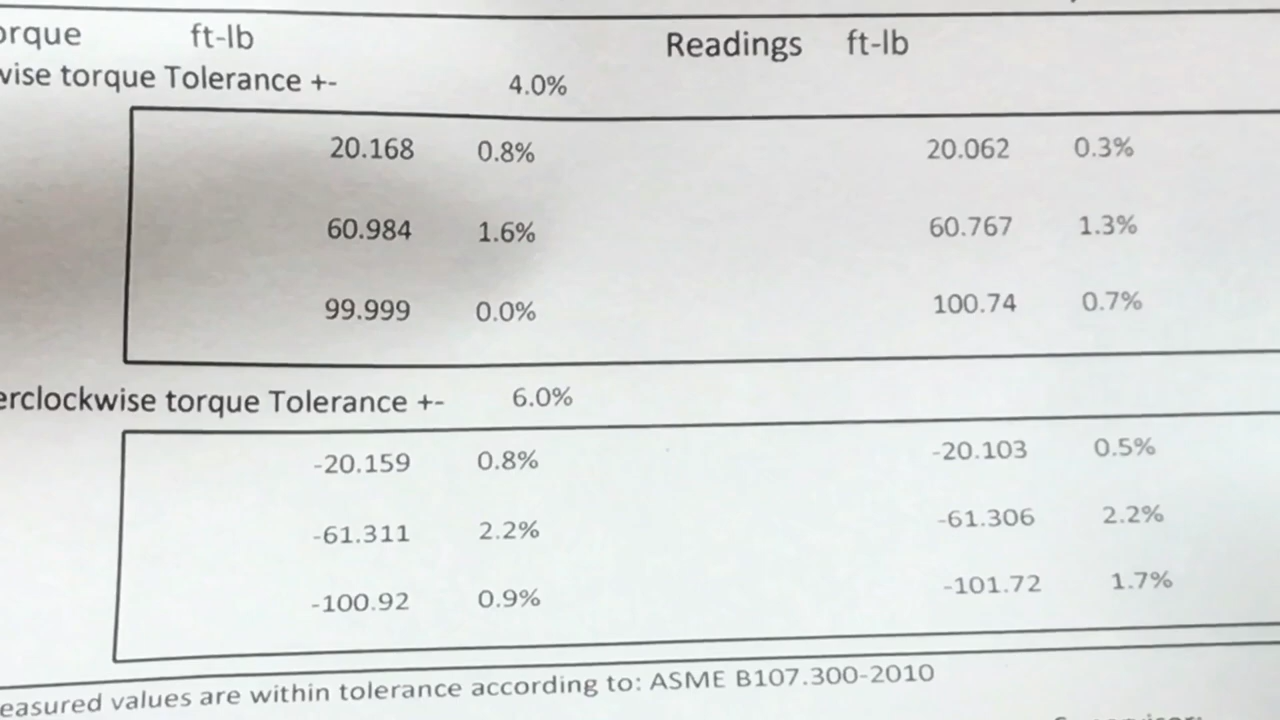 orque ft-lb Readings ft-lb
wise torque Tolerance +- 4.0%
20.168 0.8% 20.062 0.3%
60.984 1.6% 60.767 1.3%
99.999 0.0% 100.74 0.7%
erclockwise torque Tolerance +- 6.0%
-20.159 0.8% -20.103 0.5%
-61.311 2.2% -61.306 2.2%
-100.92 0.9% -101.72 1.7%
easured values are within tolerance according to: ASME B107.300-2010